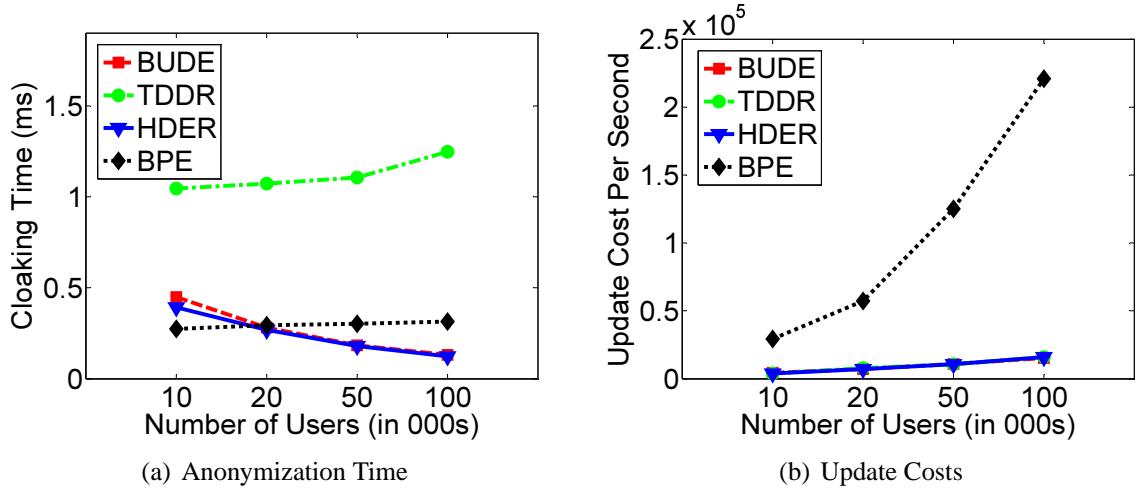 BUDE
TDDR
HDER
BPE
1.5
1
0.5
0
Cloaking Time (ms)
10 20 50 100
Number of Users (in 000s)
(a) Anonymization Time
2.5 x 10^5
BUDE
TDDR
HDER
BPE
2
1.5
1
0.5
0
Update Cost Per Second
10 20 50 100
Number of Users (in 000s)
(b) Update Costs